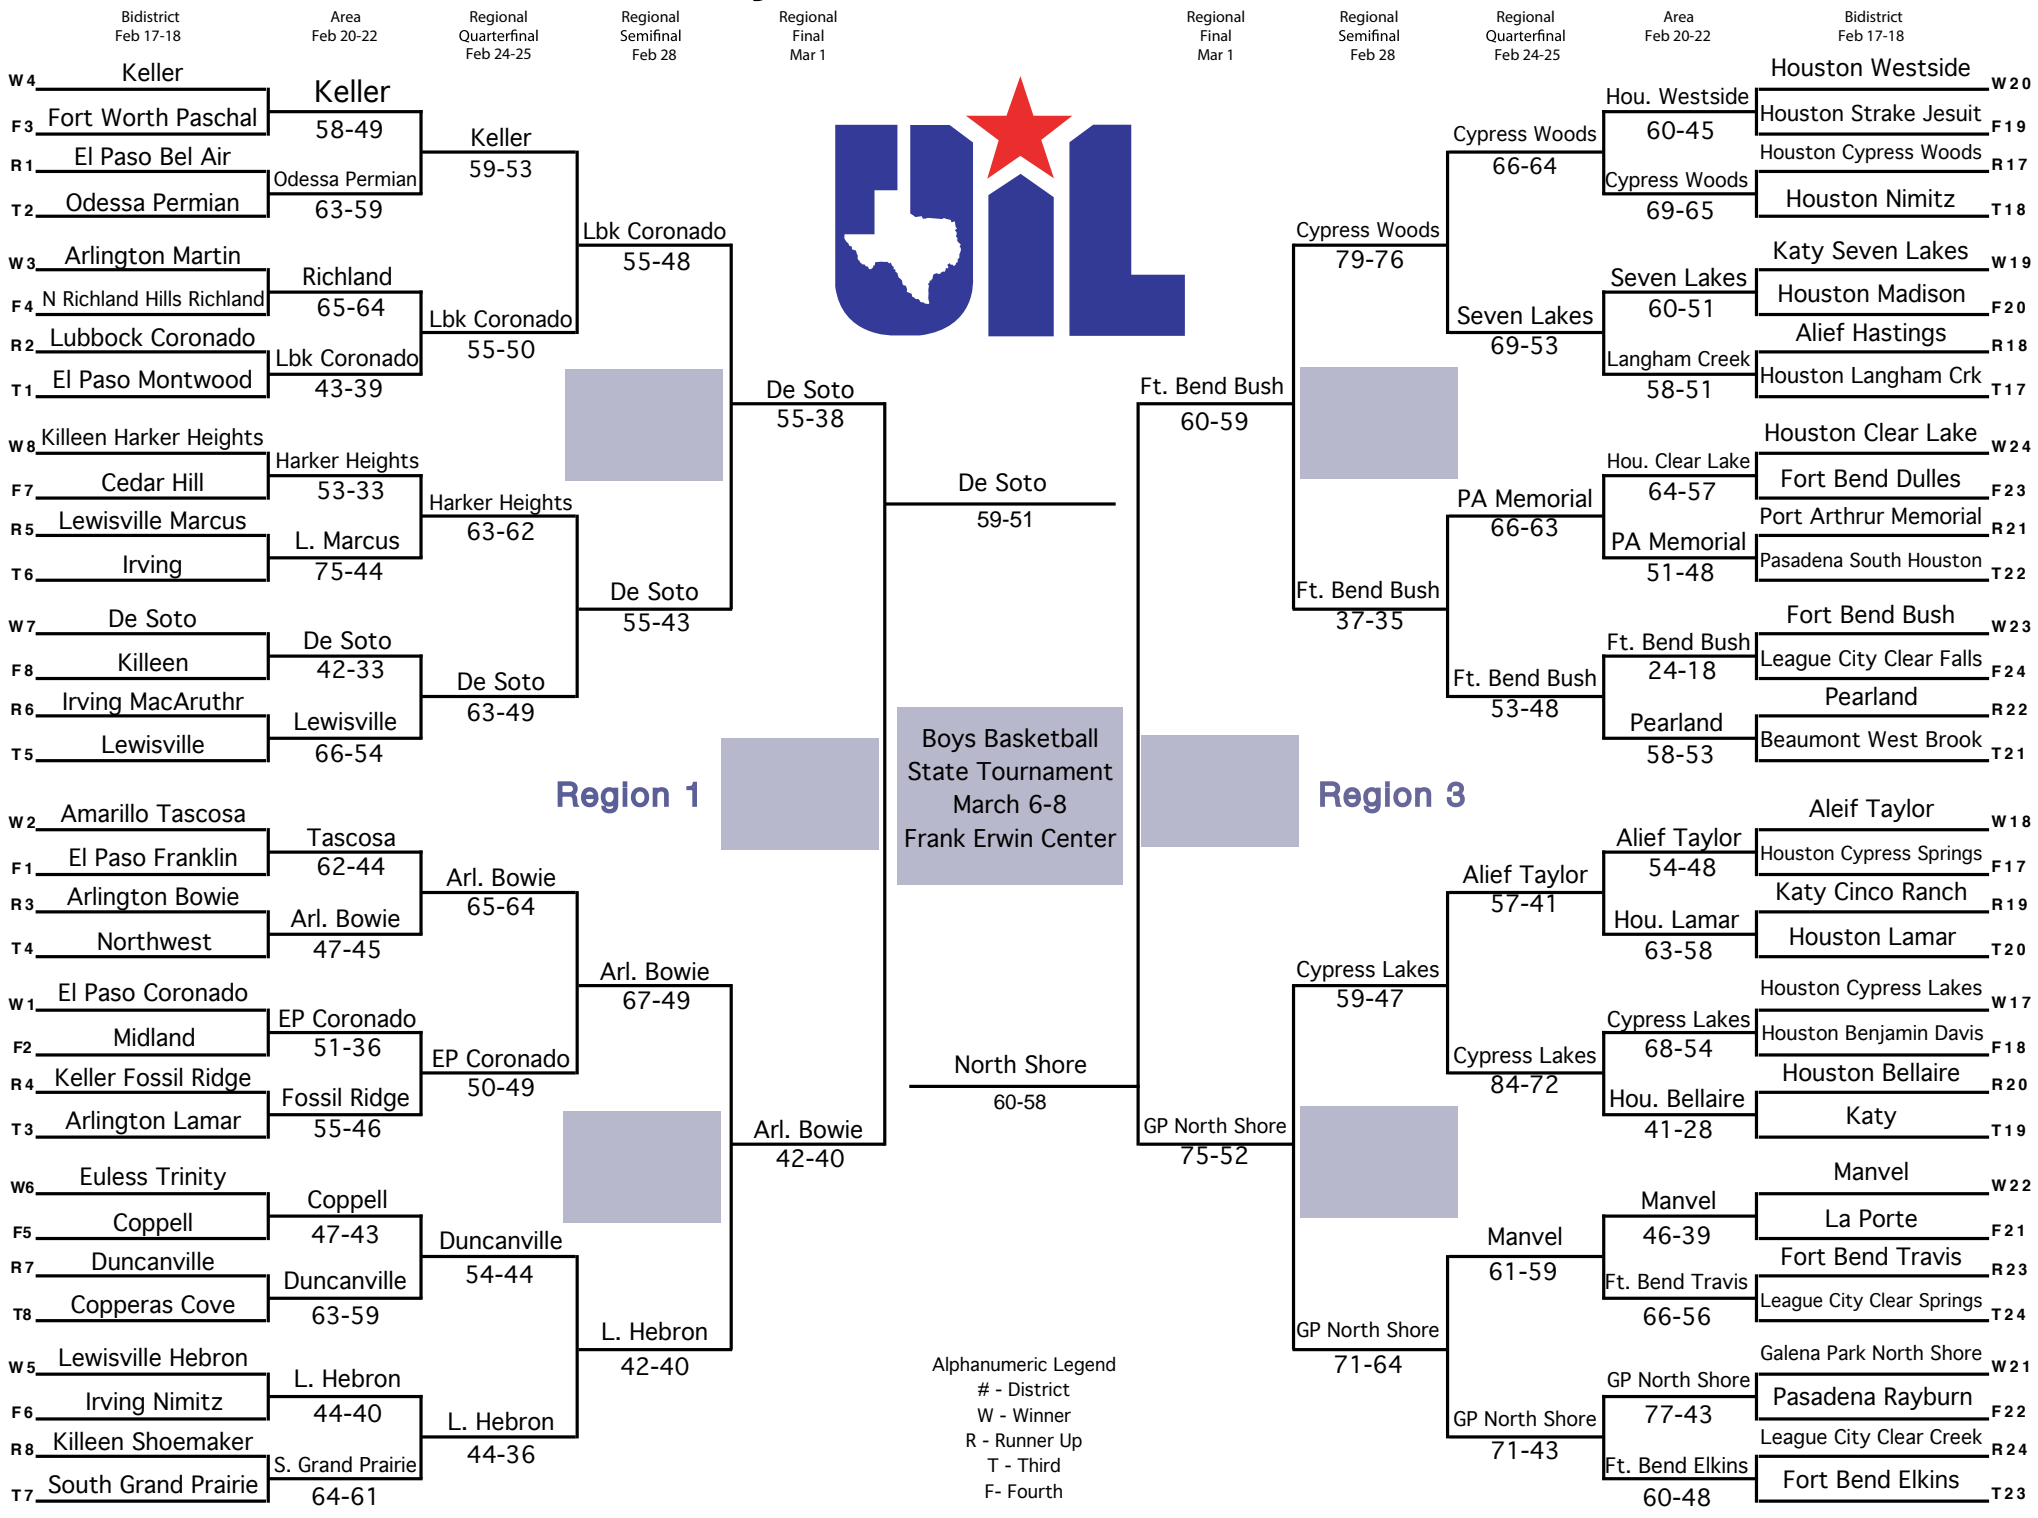 Bidistrict
Feb 17-18
Area
Feb 20-22
Regional
Quarterfinal
Feb 24-25
Regional
Semifinal
Feb 28
Regional
Final
Mar 1
Regional
Final
Mar 1
Regional
Semifinal
Feb 28
Regional
Quarterfinal
Feb 24-25
Area
Feb 20-22
Bidistrict
Feb 17-18
W4 Keller
F3 Fort Worth Paschal
R1 El Paso Bel Air
T2 Odessa Permian
W3 Arlington Martin
F4 N Richland Hills Richland
R2 Lubbock Coronado
T1 El Paso Montwood
W8 Killeen Harker Heights
F7 Cedar Hill
R5 Lewisville Marcus
T6 Irving
W7 De Soto
F8 Killeen
R6 Irving MacAruthr
T5 Lewisville
W2 Amarillo Tascosa
F1 El Paso Franklin
R3 Arlington Bowie
T4 Northwest
W1 El Paso Coronado
F2 Midland
R4 Keller Fossil Ridge
T3 Arlington Lamar
W6 Euless Trinity
F5 Coppell
R7 Duncanville
T8 Copperas Cove
W5 Lewisville Hebron
F6 Irving Nimitz
R8 Killeen Shoemaker
T7 South Grand Prairie
Keller
58-49
Odessa Permian
63-59
Richland
65-64
Lbk Coronado
43-39
Harker Heights
53-33
L. Marcus
75-44
De Soto
42-33
Lewisville
66-54
Tascosa
62-44
Arl. Bowie
47-45
EP Coronado
51-36
Fossil Ridge
55-46
Coppell
47-43
Duncanville
63-59
L. Hebron
44-40
S. Grand Prairie
64-61
Keller
59-53
Lbk Coronado
55-50
Harker Heights
63-62
De Soto
63-49
Arl. Bowie
65-64
EP Coronado
50-49
Duncanville
54-44
L. Hebron
44-36
Lbk Coronado
55-48
De Soto
55-43
Arl. Bowie
67-49
L. Hebron
42-40
De Soto
55-38
Arl. Bowie
42-40
Region 1
UIL
De Soto
59-51
Boys Basketball
State Tournament
March 6-8
Frank Erwin Center
North Shore
60-58
Alphanumeric Legend
# - District
W - Winner
R - Runner Up
T - Third
F- Fourth
Region 3
Ft. Bend Bush
60-59
GP North Shore
75-52
Cypress Woods
79-76
Ft. Bend Bush
37-35
Cypress Lakes
59-47
GP North Shore
71-64
Cypress Woods
66-64
Seven Lakes
69-53
PA Memorial
66-63
Ft. Bend Bush
53-48
Alief Taylor
57-41
Cypress Lakes
84-72
Manvel
61-59
GP North Shore
71-43
Hou. Westside
60-45
Cypress Woods
69-65
Seven Lakes
60-51
Langham Creek
58-51
Hou. Clear Lake
64-57
PA Memorial
51-48
Ft. Bend Bush
24-18
Pearland
58-53
Alief Taylor
54-48
Hou. Lamar
63-58
Cypress Lakes
68-54
Hou. Bellaire
41-28
Manvel
46-39
Ft. Bend Travis
66-56
GP North Shore
77-43
Ft. Bend Elkins
60-48
Houston Westside W20
Houston Strake Jesuit F19
Houston Cypress Woods R17
Houston Nimitz T18
Katy Seven Lakes W19
Houston Madison F20
Alief Hastings R18
Houston Langham Crk T17
Houston Clear Lake W24
Fort Bend Dulles F23
Port Arthrur Memorial R21
Pasadena South Houston T22
Fort Bend Bush W23
League City Clear Falls F24
Pearland R22
Beaumont West Brook T21
Aleif Taylor W18
Houston Cypress Springs F17
Katy Cinco Ranch R19
Houston Lamar T20
Houston Cypress Lakes W17
Houston Benjamin Davis F18
Houston Bellaire R20
Katy T19
Manvel W22
La Porte F21
Fort Bend Travis R23
League City Clear Springs T24
Galena Park North Shore W21
Pasadena Rayburn F22
League City Clear Creek R24
Fort Bend Elkins T23